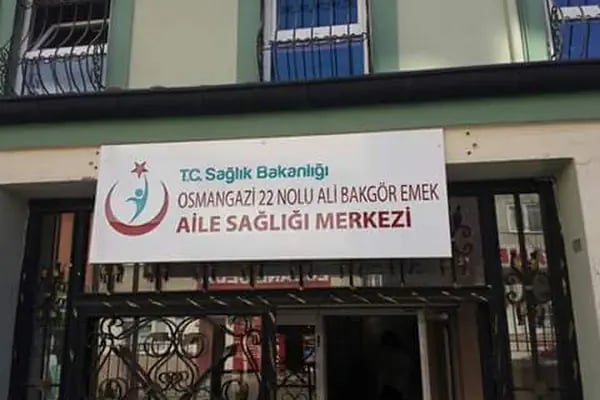 T.C. Sağlık Bakanlığı
OSMANGAZİ 22 NOLU ALİ BAKGÖR EMEK
AİLE SAĞLIĞI MERKEZİ